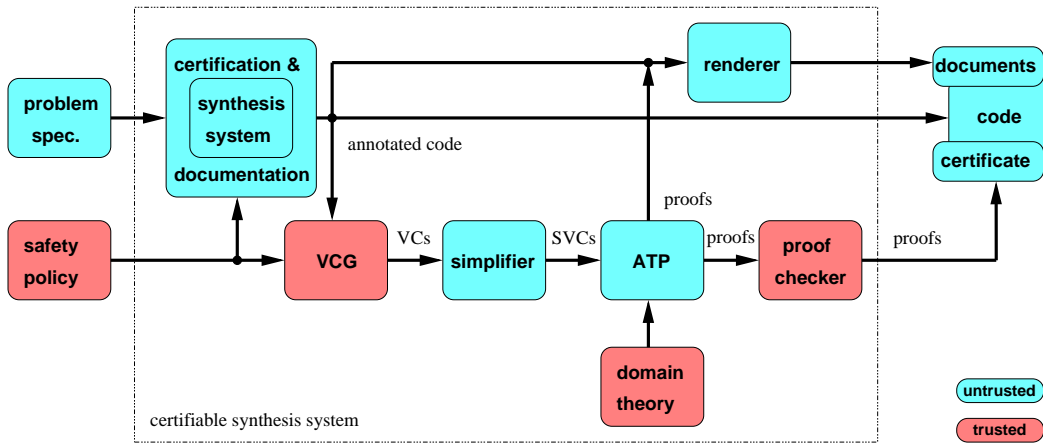 certification &
synthesis
system
documentation
problem
spec.
renderer
documents
code
certificate
annotated code
safety
policy
VCG
VCs
simplifier
SVCs
ATP
proofs
proofs
proof
checker
proofs
domain
theory
certifiable synthesis system
untrusted
trusted